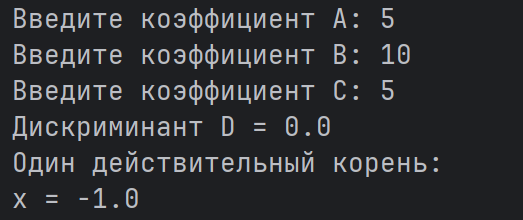 Введите коэффициент A: 5
Введите коэффициент B: 10
Введите коэффициент C: 5
Дискриминант D = 0.0
Один действительный корень:
x = -1.0